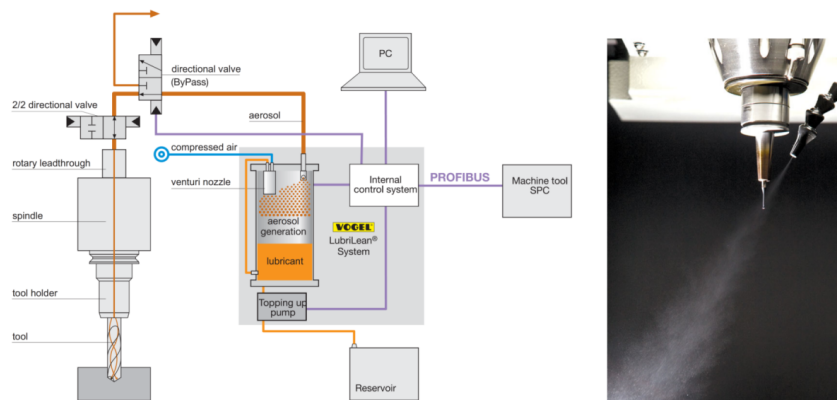 PC
directional valve
(ByPass)
2/2 directional valve
aerosol
compressed air
rotary leadthrough
venturi nozzle
Internal
control system
PROFIBUS
Machine tool
SPC
spindle
aerosol
generation
VOGEL
LubriLean®
System
lubricant
tool holder
Topping up
pump
tool
Reservoir